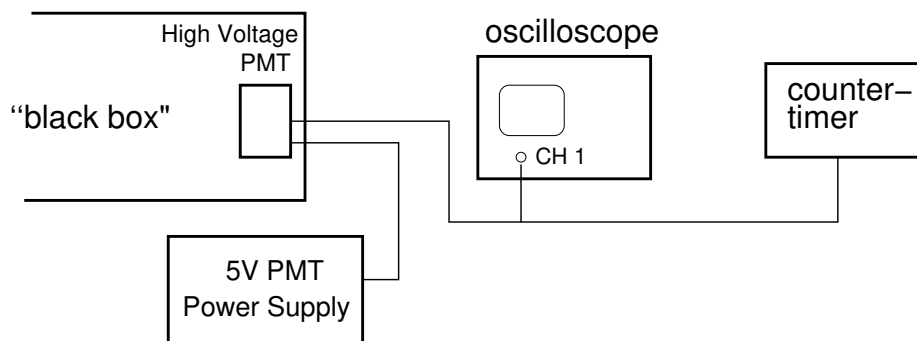 High Voltage
PMT
“black box"
oscilloscope
CH 1
counter–
timer
5V PMT
Power Supply